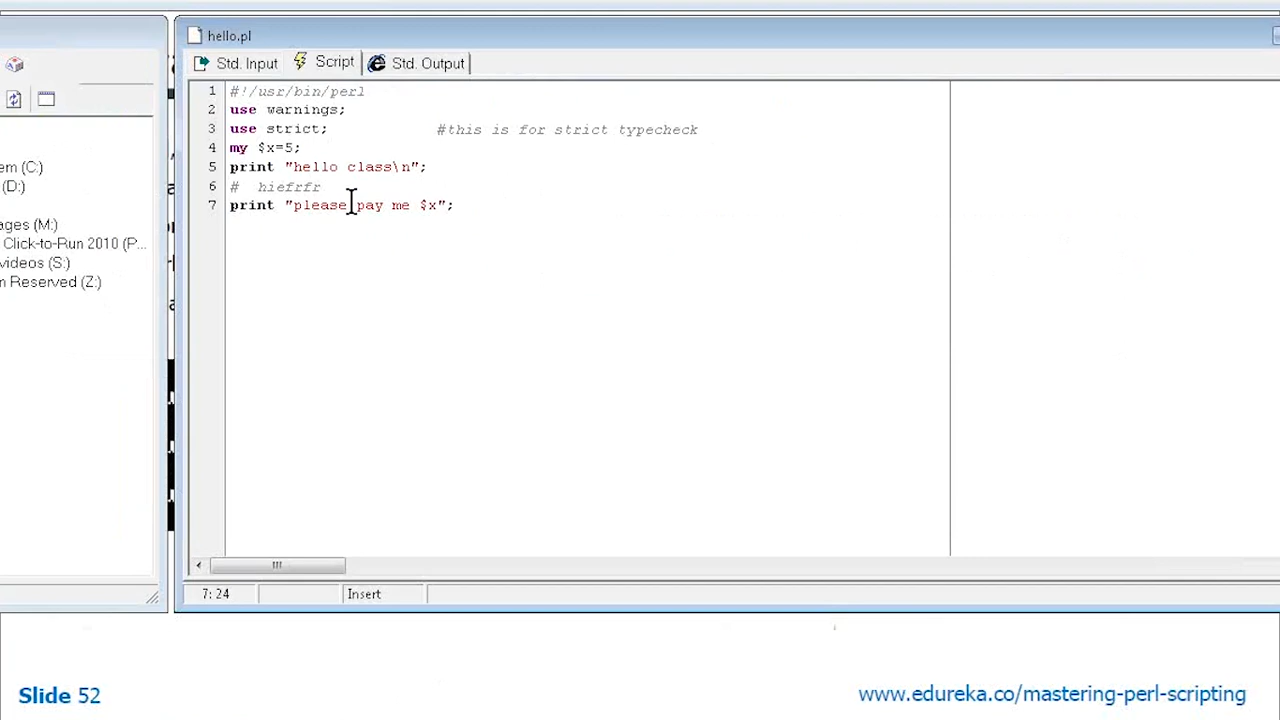 hello.pl
Std. Input
Script
Std. Output
1 #!/usr/bin/perl
2 use warnings;
3 use strict; #this is for strict typecheck
4 my $x=5;
5 print "hello class\n";
6 # hiefrfr
7 print "please pay me $x";
em (C:)
(D:)
ages (M:)
Click-to-Run 2010 (P...
videos (S:)
n Reserved (Z:)
7: 24
Insert
Slide 52
www.edureka.co/mastering-perl-scripting